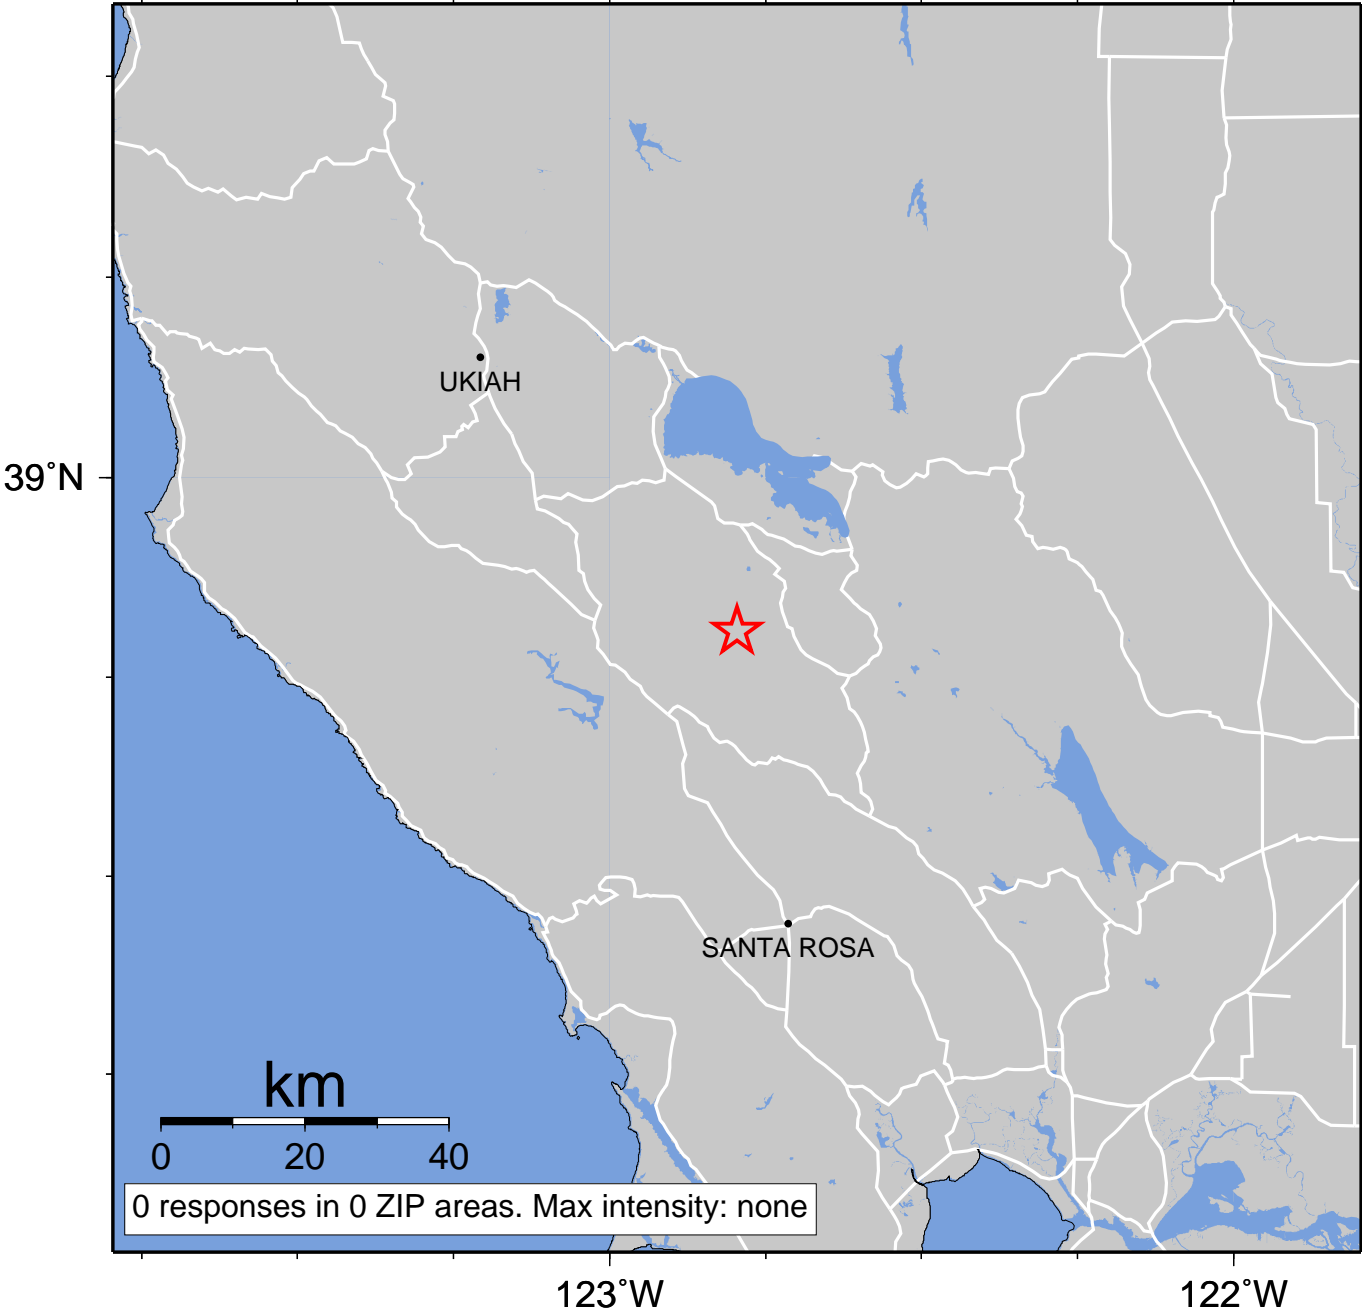 UKIAH
39°N
SANTA ROSA
km
0 20 40
0 responses in 0 ZIP areas. Max intensity: none
123°W 122°W